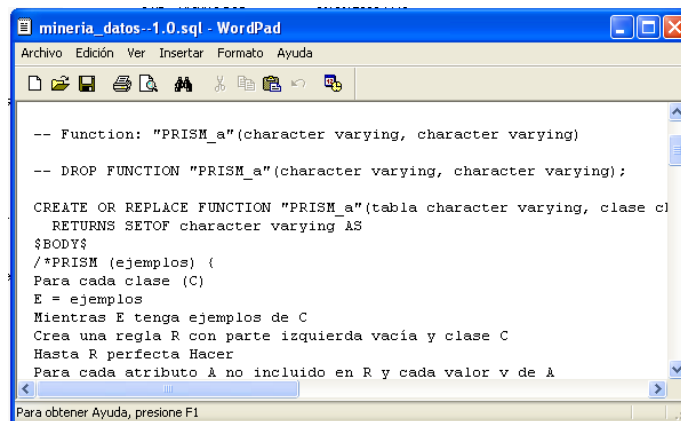 mineria_datos--1.0.sql - WordPad
Archivo Edición Ver Insertar Formato Ayuda
-- Function: "PRISM_a"(character varying, character varying)
-- DROP FUNCTION "PRISM_a"(character varying, character varying);
CREATE OR REPLACE FUNCTION "PRISM_a"(tabla character varying, clase
RETURNS SETOF character varying AS
$BODY$
/*PRISM (ejemplos) {
Para cada clase (C)
E = ejemplos
Mientras E tenga ejemplos de C
Crea una regla R con parte izquierda vacía y clase C
Hasta R perfecta Hacer
Para cada atributo A no incluido en R y cada valor v de A
Para obtener Ayuda, presione F1